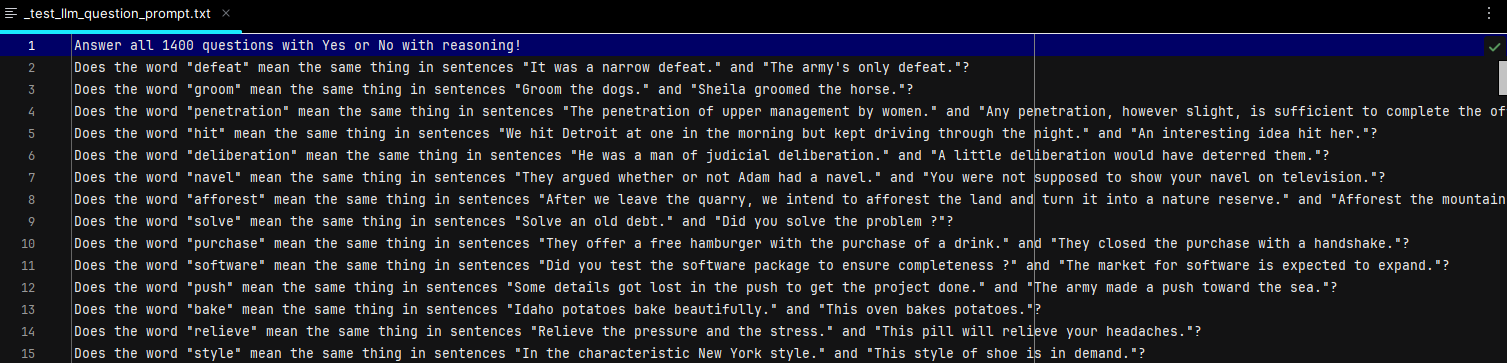 _test_llm_question_prompt.txt ×
1 Answer all 1400 questions with Yes or No with reasoning!
2 Does the word "defeat" mean the same thing in sentences "It was a narrow defeat." and "The army's only defeat."?
3 Does the word "groom" mean the same thing in sentences "Groom the dogs." and "Sheila groomed the horse."?
4 Does the word "penetration" mean the same thing in sentences "The penetration of upper management by women." and "Any penetration, however slight, is sufficient to complete the of
5 Does the word "hit" mean the same thing in sentences "We hit Detroit at one in the morning but kept driving through the night." and "An interesting idea hit her."?
6 Does the word "deliberation" mean the same thing in sentences "He was a man of judicial deliberation." and "A little deliberation would have deterred them."?
7 Does the word "navel" mean the same thing in sentences "They argued whether or not Adam had a navel." and "You were not supposed to show your navel on television."?
8 Does the word "afforest" mean the same thing in sentences "After we leave the quarry, we intend to afforest the land and turn it into a nature reserve." and "Afforest the mountain
9 Does the word "solve" mean the same thing in sentences "Solve an old debt." and "Did you solve the problem ?"?
10 Does the word "purchase" mean the same thing in sentences "They offer a free hamburger with the purchase of a drink." and "They closed the purchase with a handshake."?
11 Does the word "software" mean the same thing in sentences "Did you test the software package to ensure completeness ?" and "The market for software is expected to expand."?
12 Does the word "push" mean the same thing in sentences "Some details got lost in the push to get the project done." and "The army made a push toward the sea."?
13 Does the word "bake" mean the same thing in sentences "Idaho potatoes bake beautifully." and "This oven bakes potatoes."?
14 Does the word "relieve" mean the same thing in sentences "Relieve the pressure and the stress." and "This pill will relieve your headaches."?
15 Does the word "style" mean the same thing in sentences "In the characteristic New York style." and "This style of shoe is in demand."?